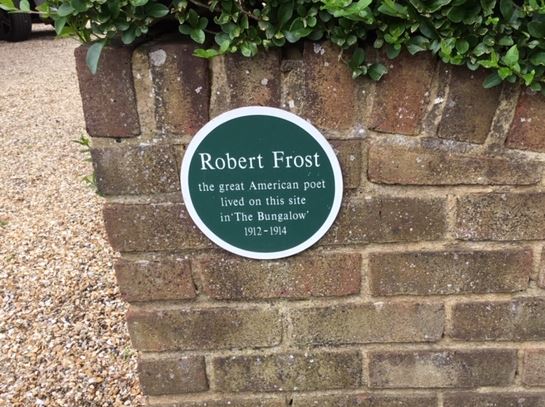 Robert Frost
the great American poet
lived on this site
in 'The Bungalow'
1912 - 1914